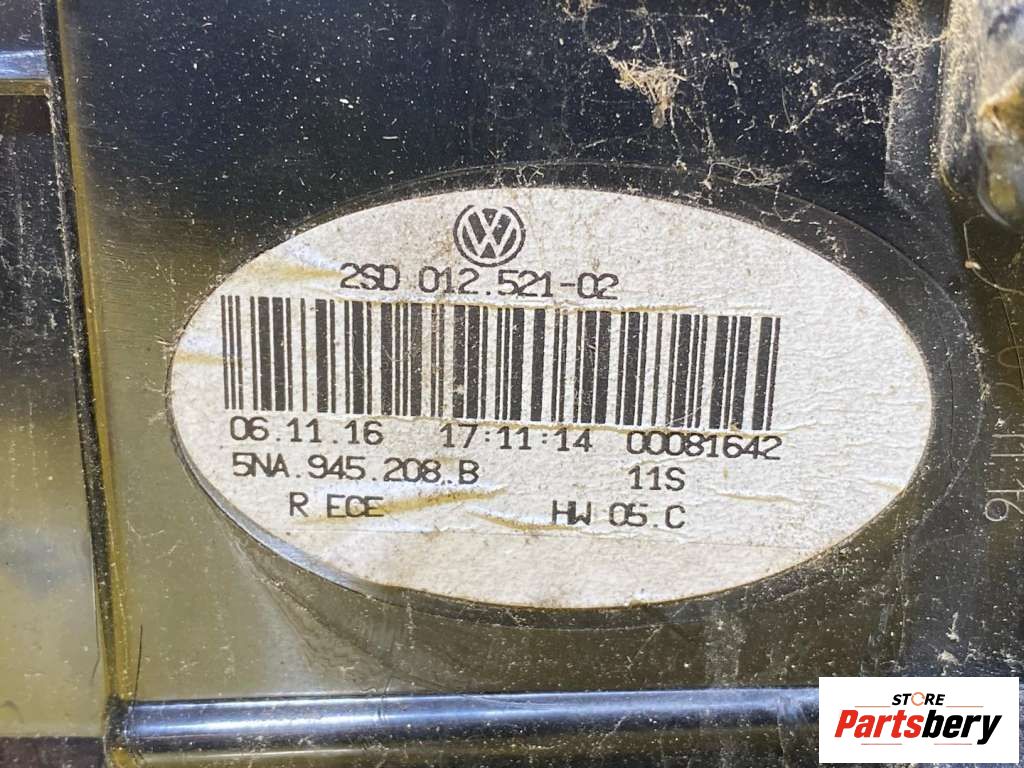 2SD 012.521-02
06.11.16 17:11:14 00081642
5NA.945.208.B 11S
R ECE HW 05.C
STORE
Partsbery